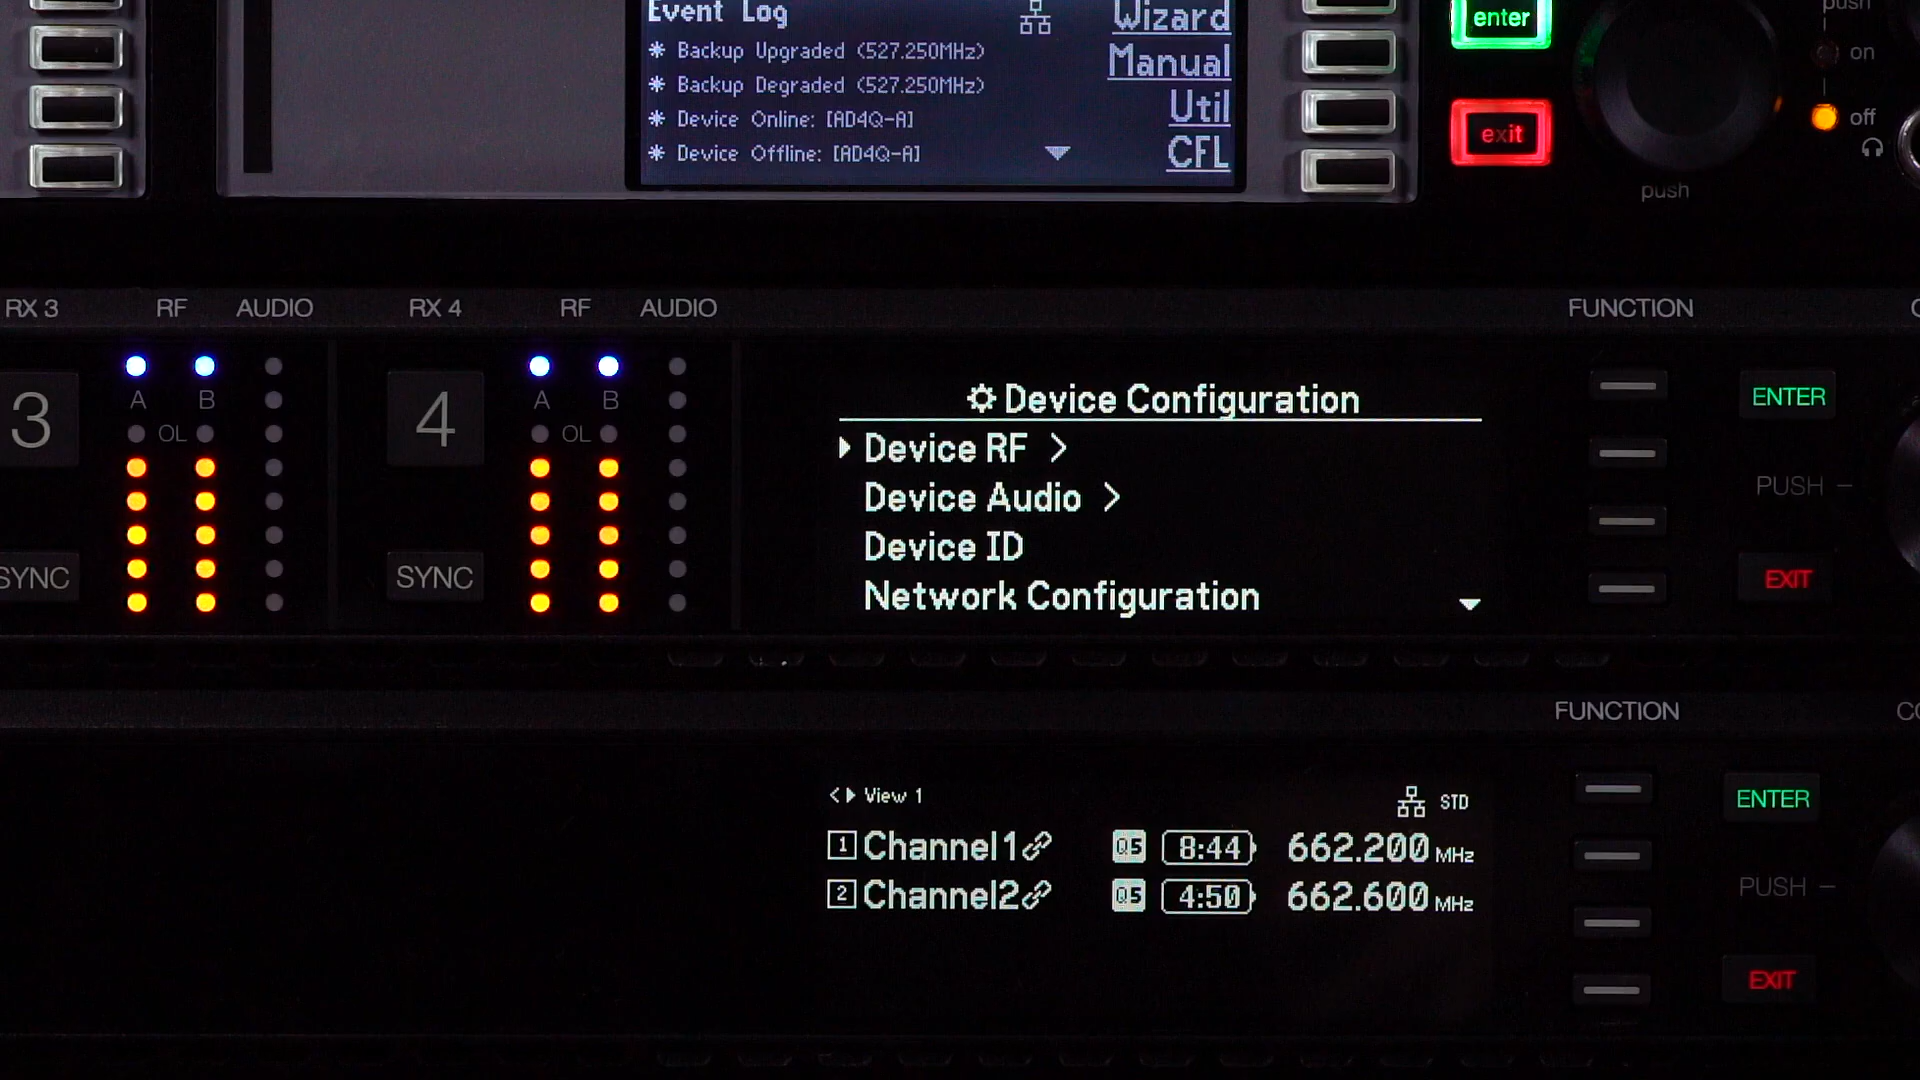 Event Log
Wizard
✱ Backup Upgraded (527.250MHz)
Manual
✱ Backup Degraded (527.250MHz)
Util
✱ Device Online: [AD4Q-A]
CFL
✱ Device Offline: [AD4Q-A]
enter
exit
push
push
on
off
RX 3 RF AUDIO RX 4 RF AUDIO FUNCTION
3 A B OL
4 A B OL
SYNC
SYNC
Device Configuration
Device RF >
Device Audio >
Device ID
Network Configuration
ENTER
PUSH
EXIT
FUNCTION
View 1 STD
1 Channel1 Q5 8:44 662.200 MHz
2 Channel2 Q5 4:50 662.600 MHz
ENTER
PUSH
EXIT